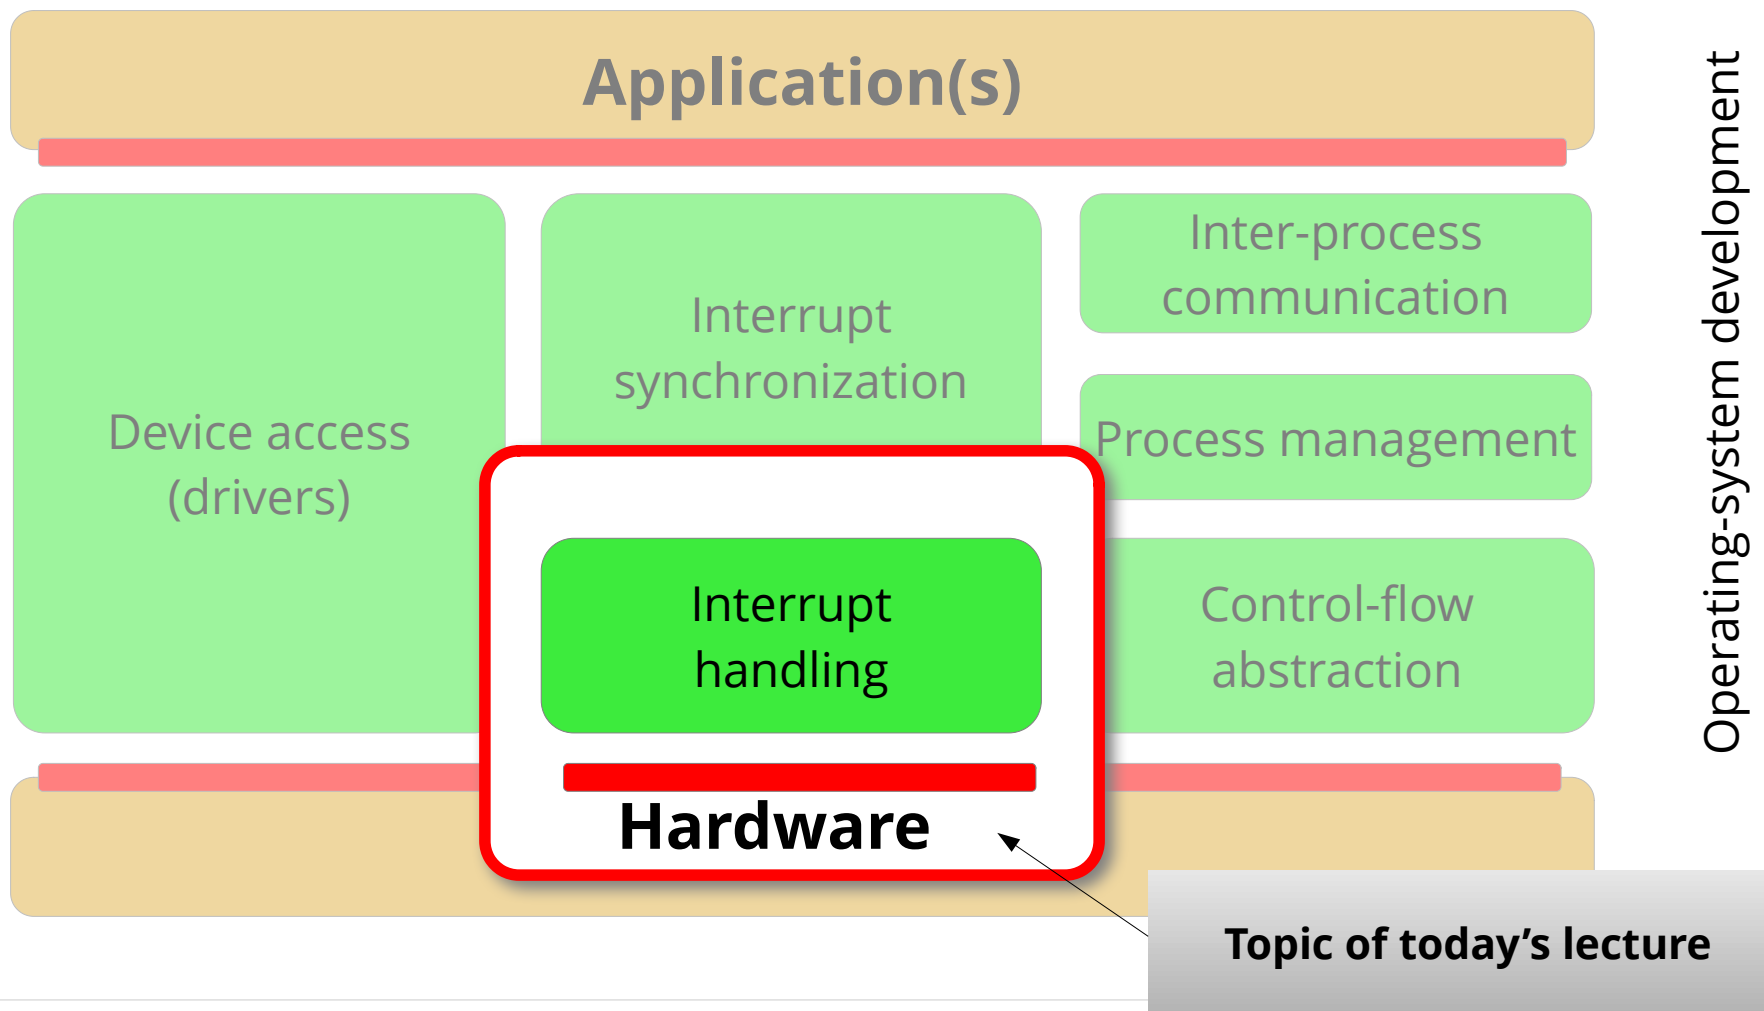 Application(s)
Device access
(drivers)
Interrupt
synchronization
Inter-process
communication
Process management
Interrupt
handling
Control-flow
abstraction
Hardware
Topic of today’s lecture
Operating-system development